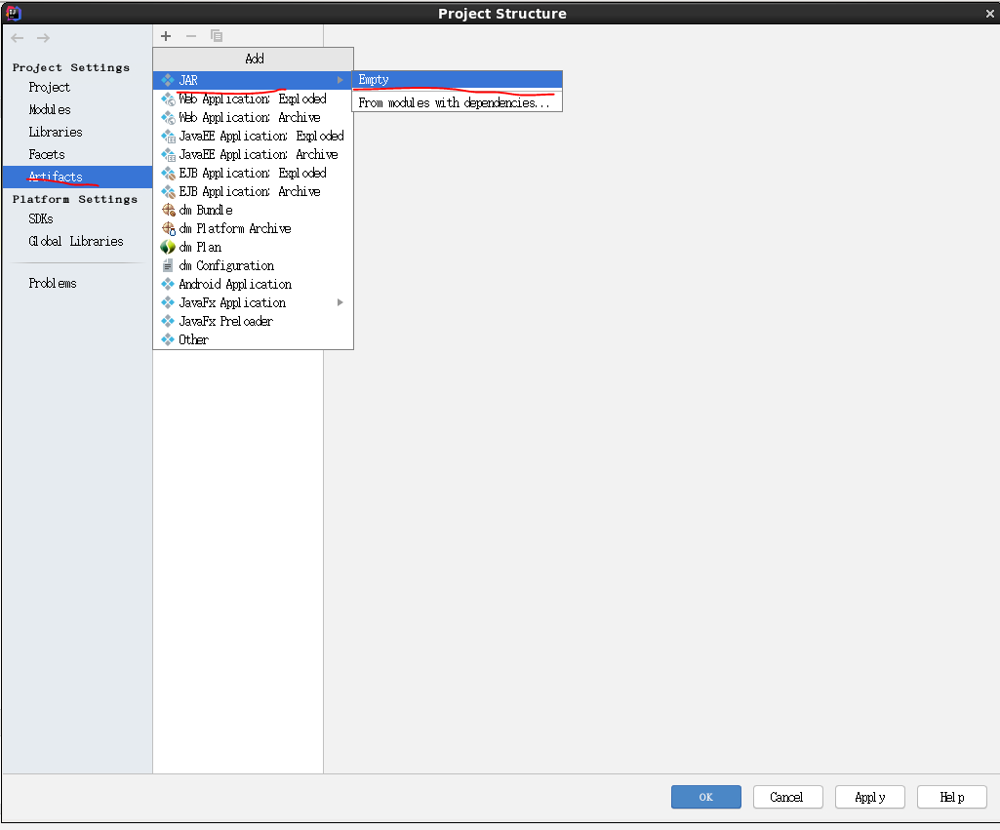 Project Structure
Project Settings
Project
Modules
Libraries
Facets
Artifacts
Platform Settings
SDKs
Global Libraries
Problems
Add
JAR
Web Application: Exploded
Web Application: Archive
JavaEE Application: Exploded
JavaEE Application: Archive
EJB Application: Exploded
EJB Application: Archive
dm Bundle
dm Platform Archive
dm Plan
dm Configuration
Android Application
JavaFx Application
JavaFx Preloader
Other
Empty
From modules with dependencies...
OK
Cancel
Apply
Help